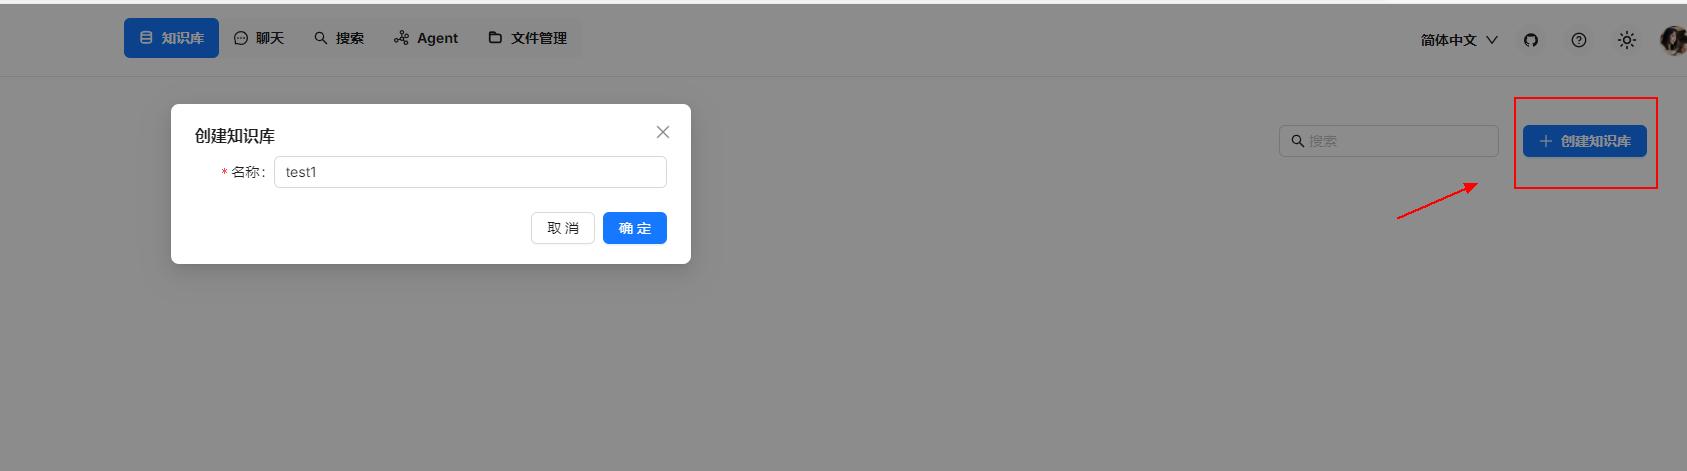 知识库 聊天 搜索 Agent 文件管理 简体中文
创建知识库
* 名称： test1
取 消 确 定
搜索 创建知识库